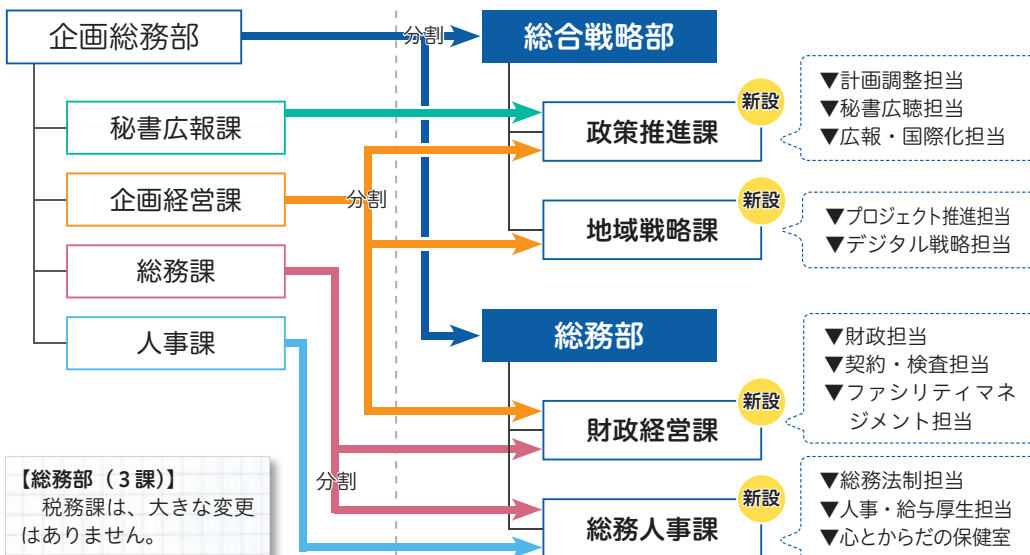 企画総務部
分割
総合戦略部
秘書広報課
企画経営課
総務課
人事課
分割
分割
政策推進課
新設
▼計画調整担当
▼秘書広聴担当
▼広報・国際化担当
地域戦略課
新設
▼プロジェクト推進担当
▼デジタル戦略担当
総務部
財政経営課
新設
▼財政担当
▼契約・検査担当
▼ファシリティマネ
ジメント担当
総務人事課
新設
▼総務法制担当
▼人事・給与厚生担当
▼心とからだの保健室
【総務部（３課）】
税務課は、大きな変更
はありません。